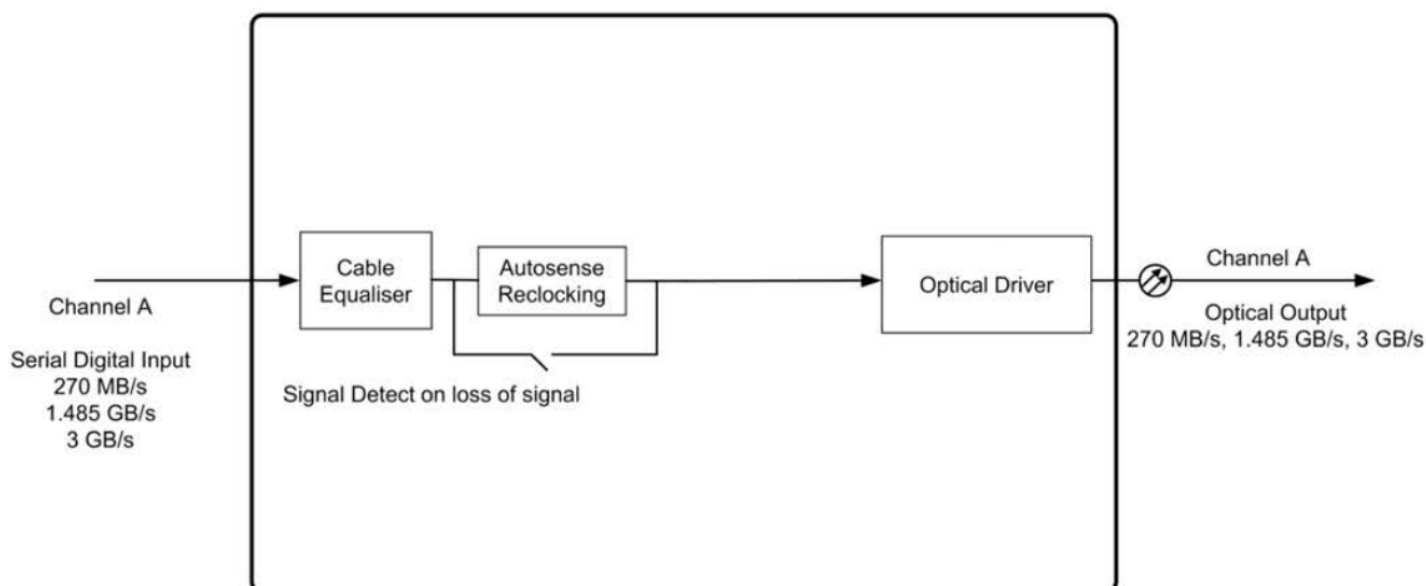 Channel A
Serial Digital Input
270 MB/s
1.485 GB/s
3 GB/s
Cable
Equaliser
Autosense
Reclocking
Signal Detect on loss of signal
Optical Driver
Channel A
Optical Output
270 MB/s, 1.485 GB/s, 3 GB/s